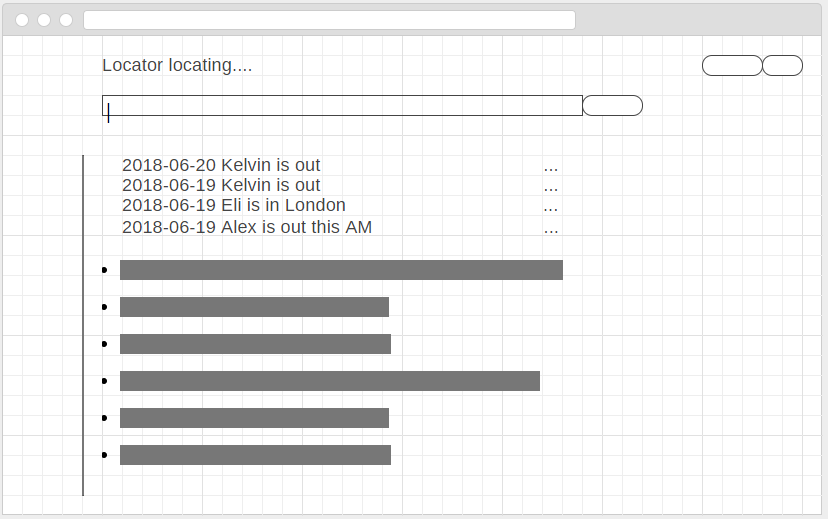 Locator locating....
2018-06-20 Kelvin is out ...
2018-06-19 Kelvin is out ...
2018-06-19 Eli is in London ...
2018-06-19 Alex is out this AM ...